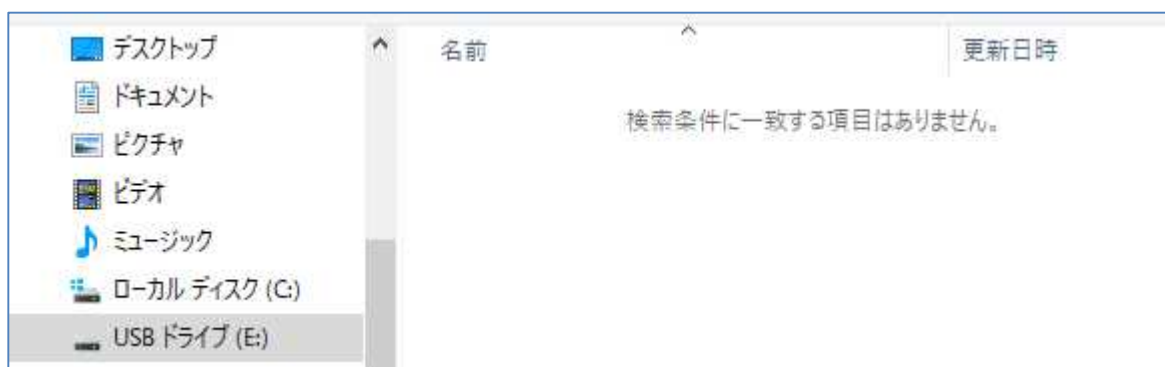 デスクトップ
ドキュメント
ピクチャ
ビデオ
ミュージック
ローカル ディスク (C:)
USB ドライブ (E:)
名前 更新日時
検索条件に一致する項目はありません。